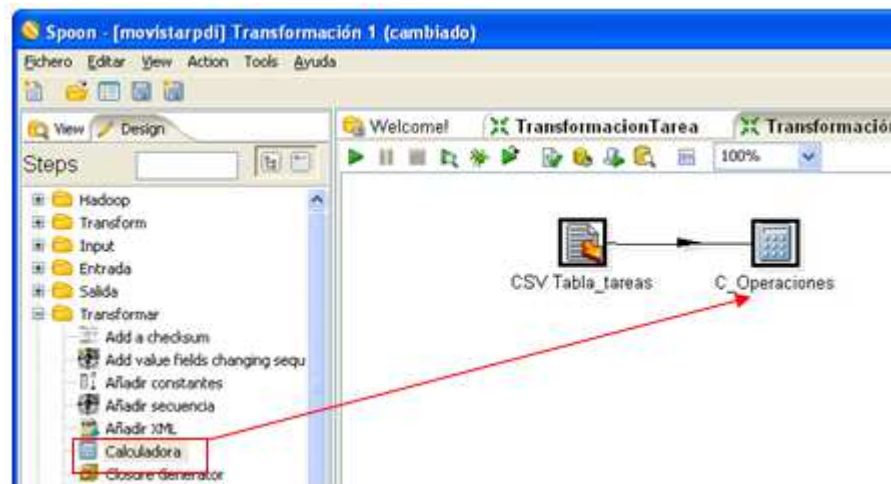 Spoon - [movistarpdi] Transformación 1 (cambiado)
Fichero Editar View Action Tools Ayuda
View Design
Welcome! TransformacionTarea Transformación
Steps
100%
Hadoop
Transform
Input
Entrada
Salida
Transformar
Add a checksum
Add value fields changing sequ
Añadir constantes
Añadir secuencia
Añadir XML
Calculadora
Closure Generator
CSV Tabla_tareas C_Operaciones